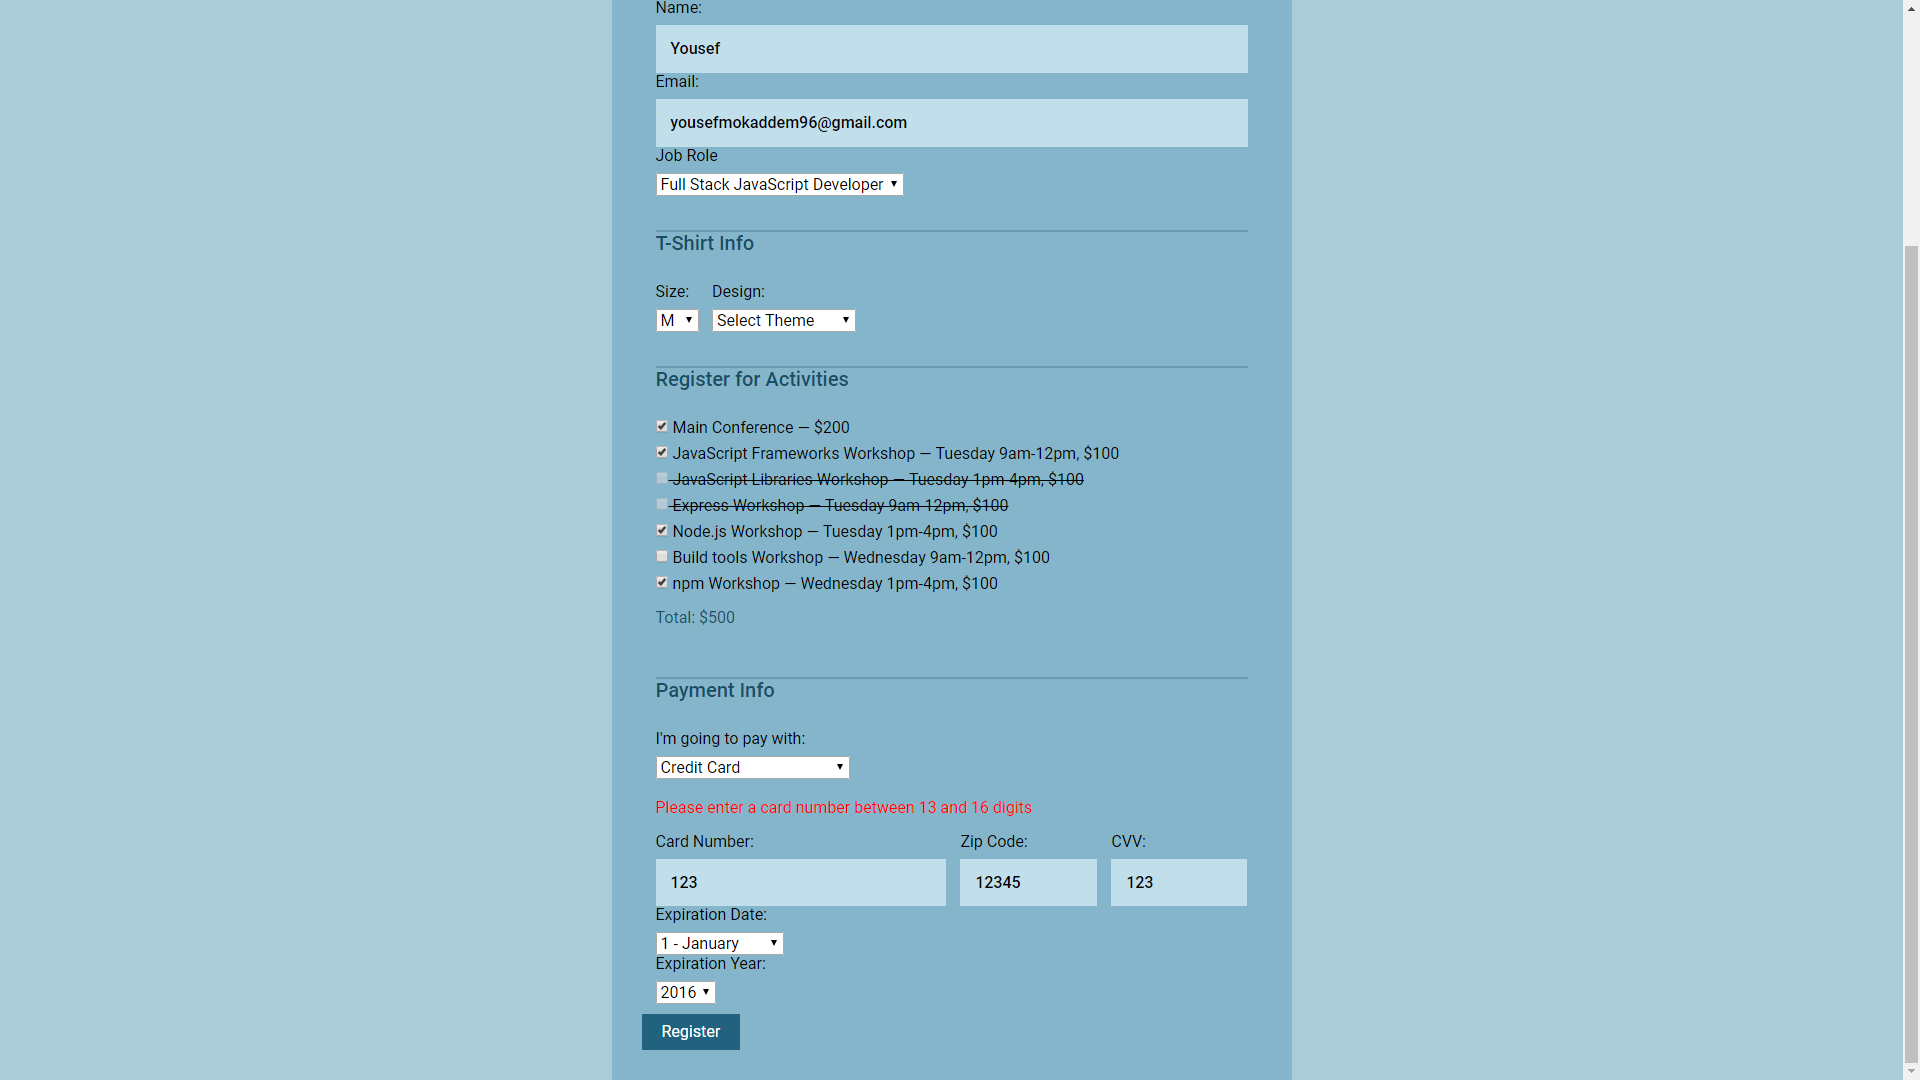 Name:
Yousef
Email:
yousefmokaddem96@gmail.com
Job Role
Full Stack JavaScript Developer
T-Shirt Info
Size: Design:
M Select Theme
Register for Activities
Main Conference — $200
JavaScript Frameworks Workshop — Tuesday 9am-12pm, $100
JavaScript Libraries Workshop — Tuesday 1pm-4pm, $100
Express Workshop — Tuesday 9am-12pm, $100
Node.js Workshop — Tuesday 1pm-4pm, $100
Build tools Workshop — Wednesday 9am-12pm, $100
npm Workshop — Wednesday 1pm-4pm, $100
Total: $500
Payment Info
I'm going to pay with:
Credit Card
Please enter a card number between 13 and 16 digits
Card Number: Zip Code: CVV:
123 12345 123
Expiration Date:
1 - January
Expiration Year:
2016
Register